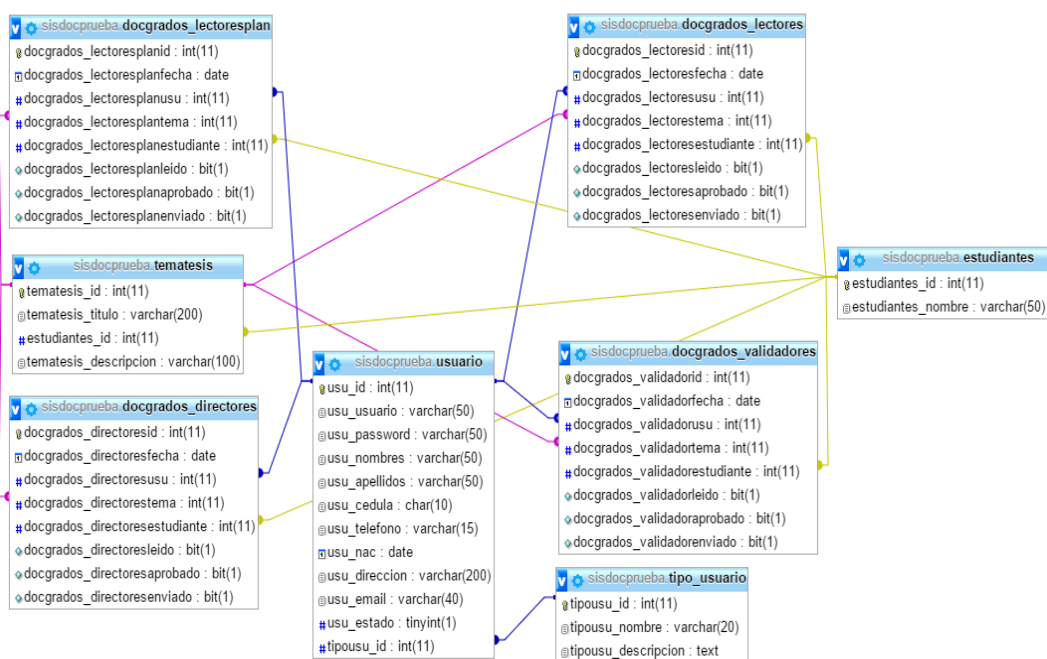 sisdocprueba.docgrados_lectoresplan
docgrados_lectoresplanid : int(11)
docgrados_lectoresplanfecha : date
docgrados_lectoresplanusu : int(11)
docgrados_lectoresplantema : int(11)
docgrados_lectoresplanestudiante : int(11)
docgrados_lectoresplanleido : bit(1)
docgrados_lectoresplanaprobado : bit(1)
docgrados_lectoresplanenviado : bit(1)
sisdocprueba.docgrados_lectores
docgrados_lectoresid : int(11)
docgrados_lectoresfecha : date
docgrados_lectoresusu : int(11)
docgrados_lectorestema : int(11)
docgrados_lectoresestudiante : int(11)
docgrados_lectoresleido : bit(1)
docgrados_lectoresaprobado : bit(1)
docgrados_lectoresenviado : bit(1)
sisdocprueba.tematesis
tematesis_id : int(11)
tematesis_titulo : varchar(200)
estudiantes_id : int(11)
tematesis_descripcion : varchar(100)
sisdocprueba.estudiantes
estudiantes_id : int(11)
estudiantes_nombre : varchar(50)
sisdocprueba.docgrados_directores
docgrados_directoresid : int(11)
docgrados_directoresfecha : date
docgrados_directoresusu : int(11)
docgrados_directorestema : int(11)
docgrados_directoresestudiante : int(11)
docgrados_directoresleido : bit(1)
docgrados_directoresaprobado : bit(1)
docgrados_directoresenviado : bit(1)
sisdocprueba.usuario
usu_id : int(11)
usu_usuario : varchar(50)
usu_password : varchar(50)
usu_nombres : varchar(50)
usu_apellidos : varchar(50)
usu_cedula : char(10)
usu_telefono : varchar(15)
usu_nac : date
usu_direccion : varchar(200)
usu_email : varchar(40)
usu_estado : tinyint(1)
tipousu_id : int(11)
sisdocprueba.docgrados_validadores
docgrados_validadorid : int(11)
docgrados_validadorfecha : date
docgrados_validadorusu : int(11)
docgrados_validadortema : int(11)
docgrados_validadorestudiante : int(11)
docgrados_validadorleido : bit(1)
docgrados_validadoraprobado : bit(1)
docgrados_validadorenviado : bit(1)
sisdocprueba.tipo_usuario
tipousu_id : int(11)
tipousu_nombre : varchar(20)
tipousu_descripcion : text